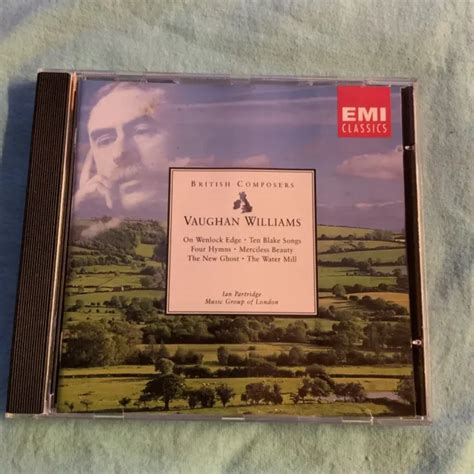 EMI
CLASSICS
BRITISH COMPOSERS
VAUGHAN WILLIAMS
On Wenlock Edge • Ten Blake Songs
Four Hymns • Merciless Beauty
The New Ghost • The Water Mill
Ian Partridge
Music Group of London